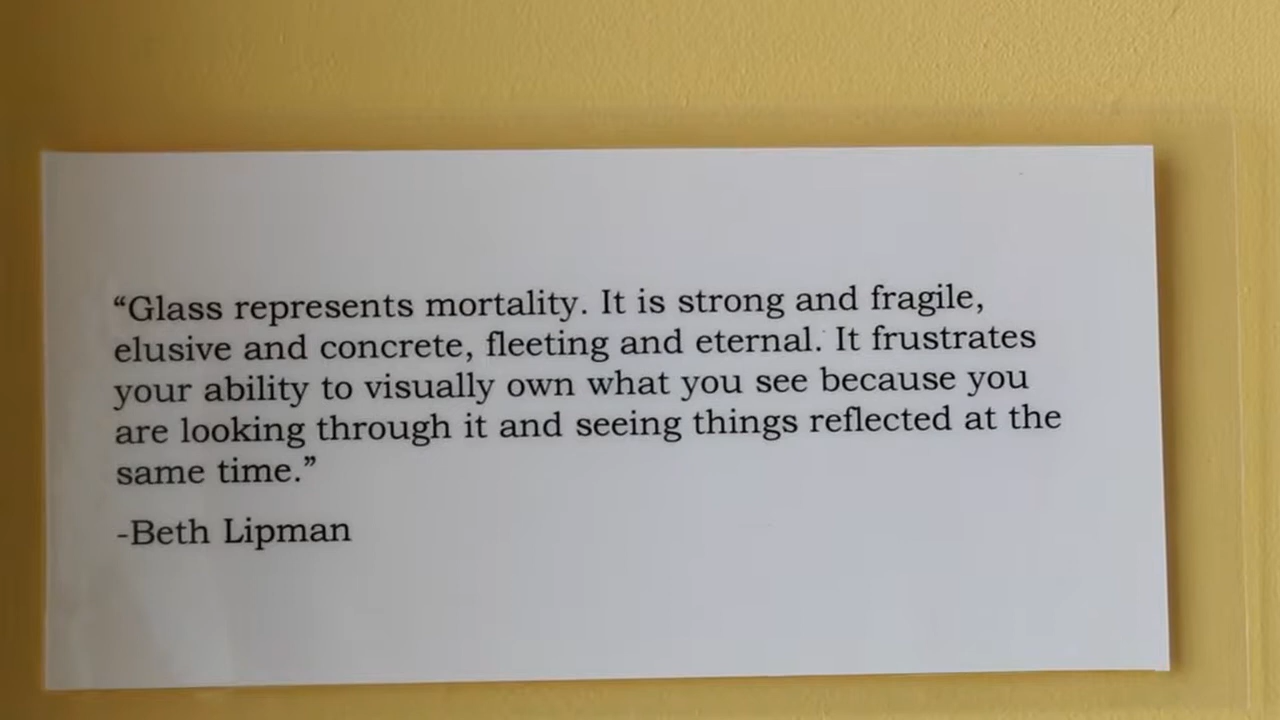 “Glass represents mortality. It is strong and fragile,
elusive and concrete, fleeting and eternal. It frustrates
your ability to visually own what you see because you
are looking through it and seeing things reflected at the
same time.”
-Beth Lipman